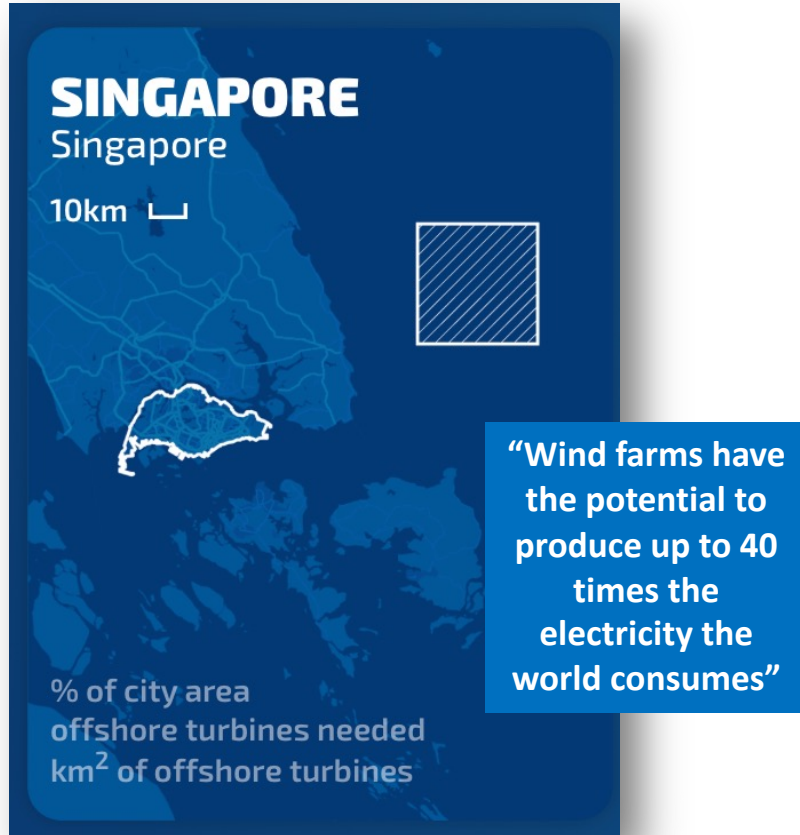 SINGAPORE
Singapore
10km
“Wind farms have
the potential to
produce up to 40
times the
electricity the
world consumes”
% of city area
offshore turbines needed
km² of offshore turbines